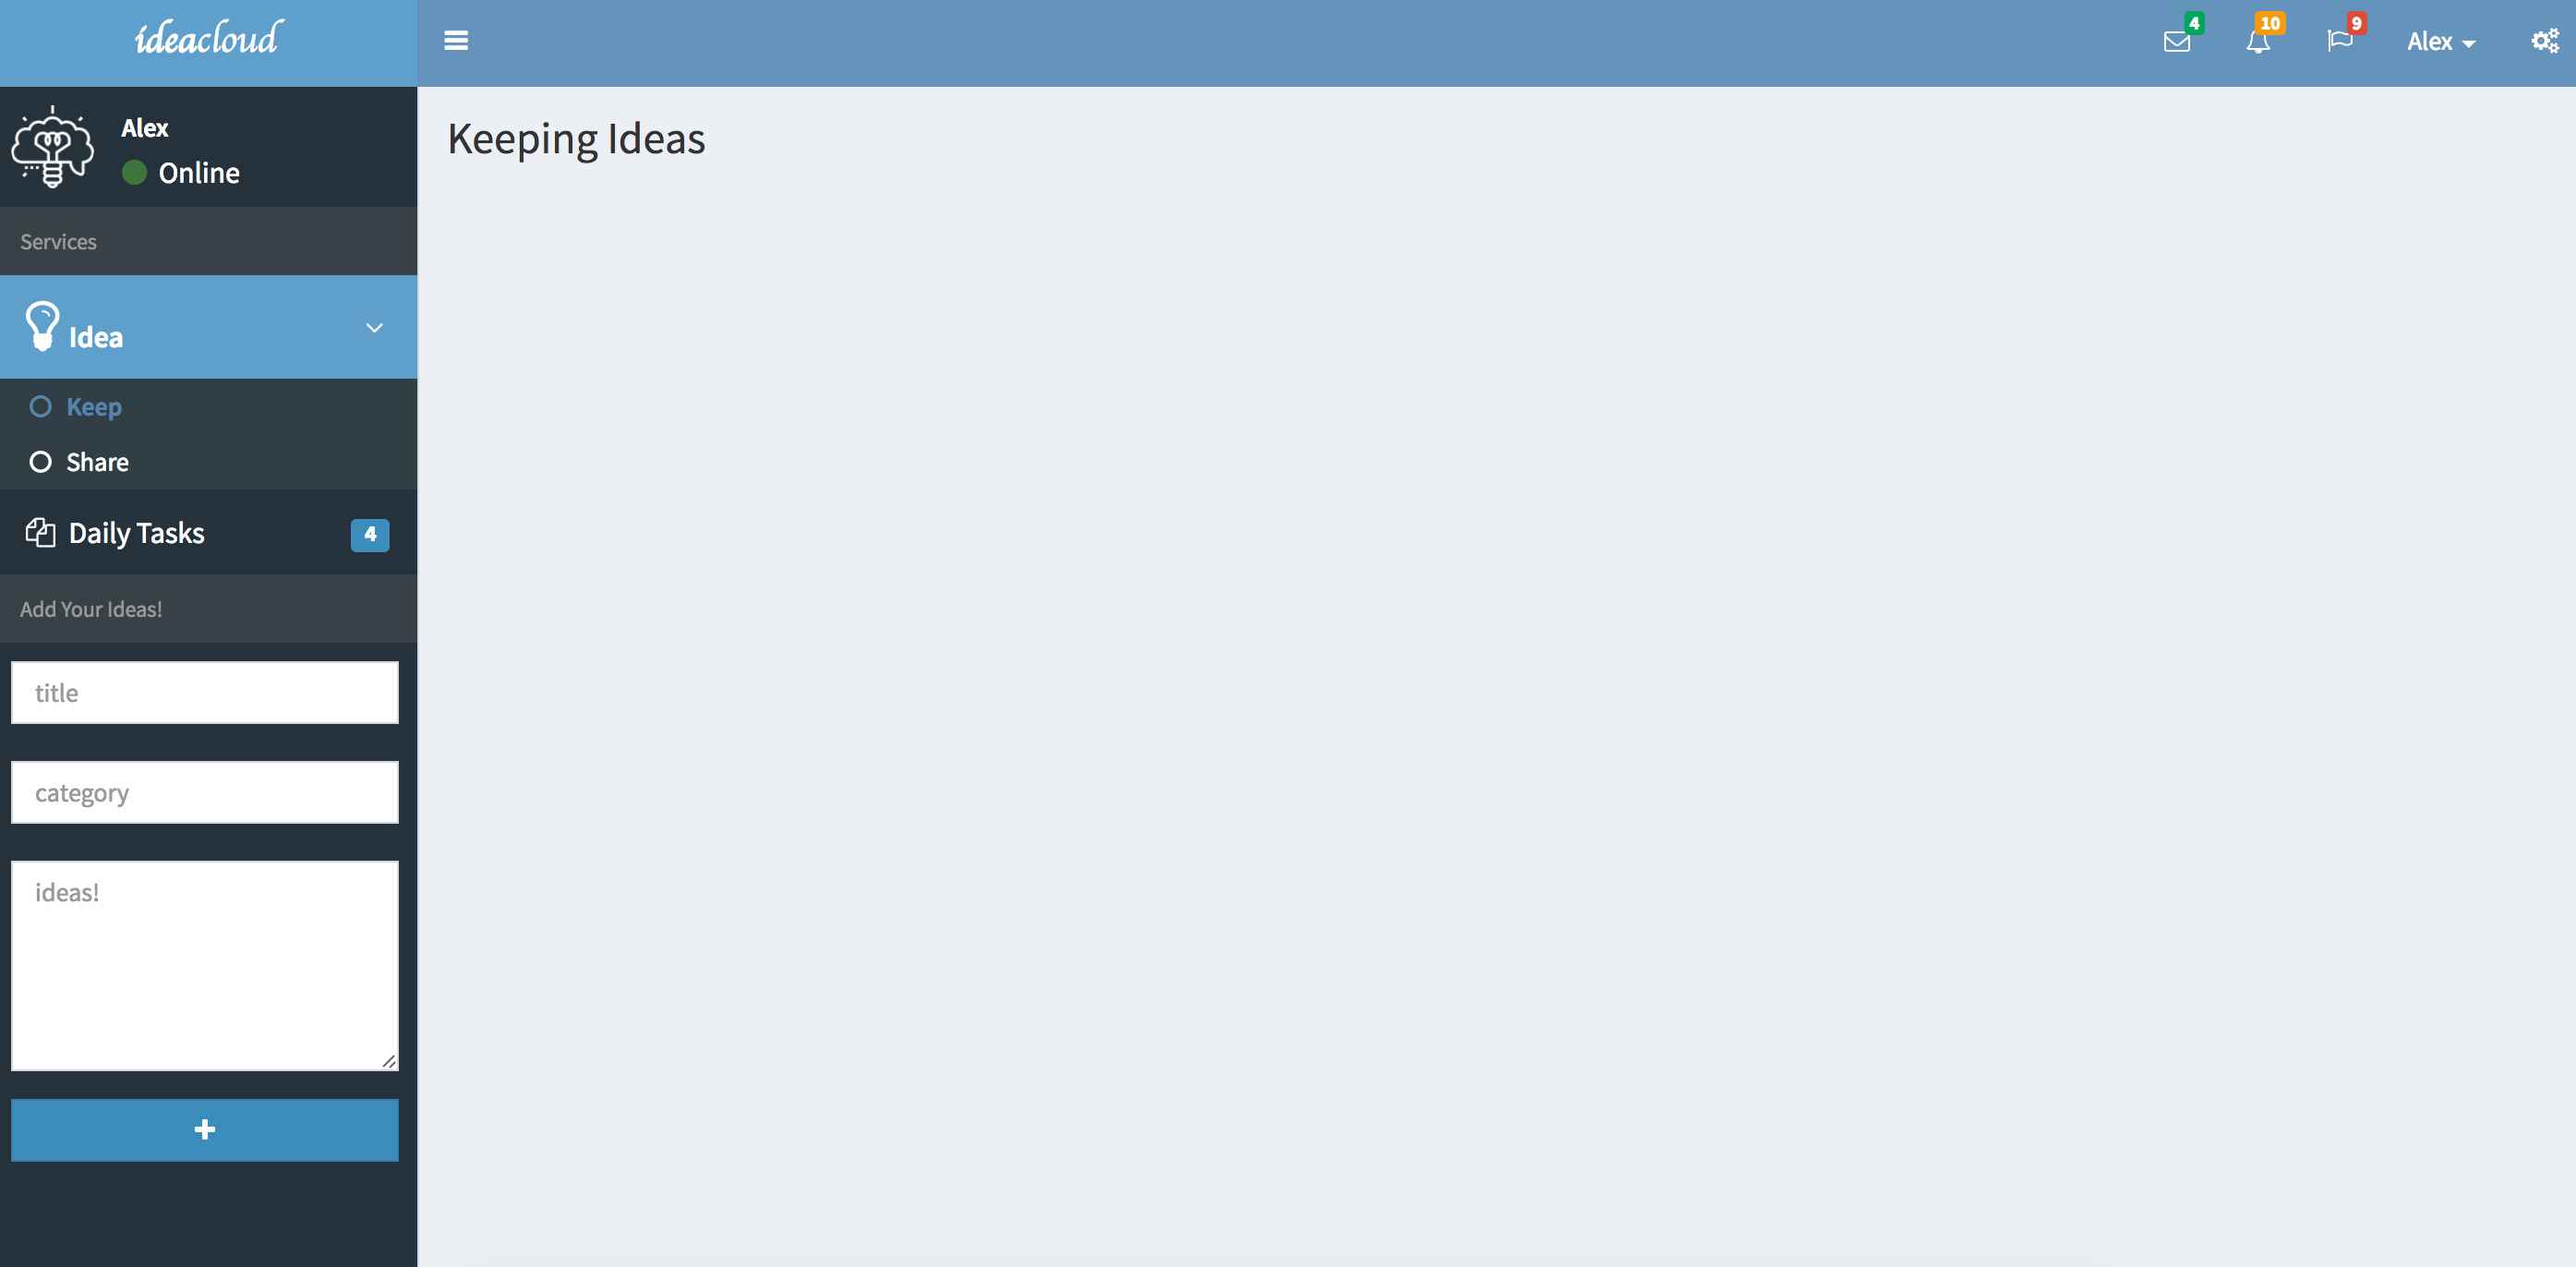 ideacloud
4
10
9
Alex
Alex
Online
Keeping Ideas
Services
Idea
Keep
Share
Daily Tasks
4
Add Your Ideas!
title
category
ideas!